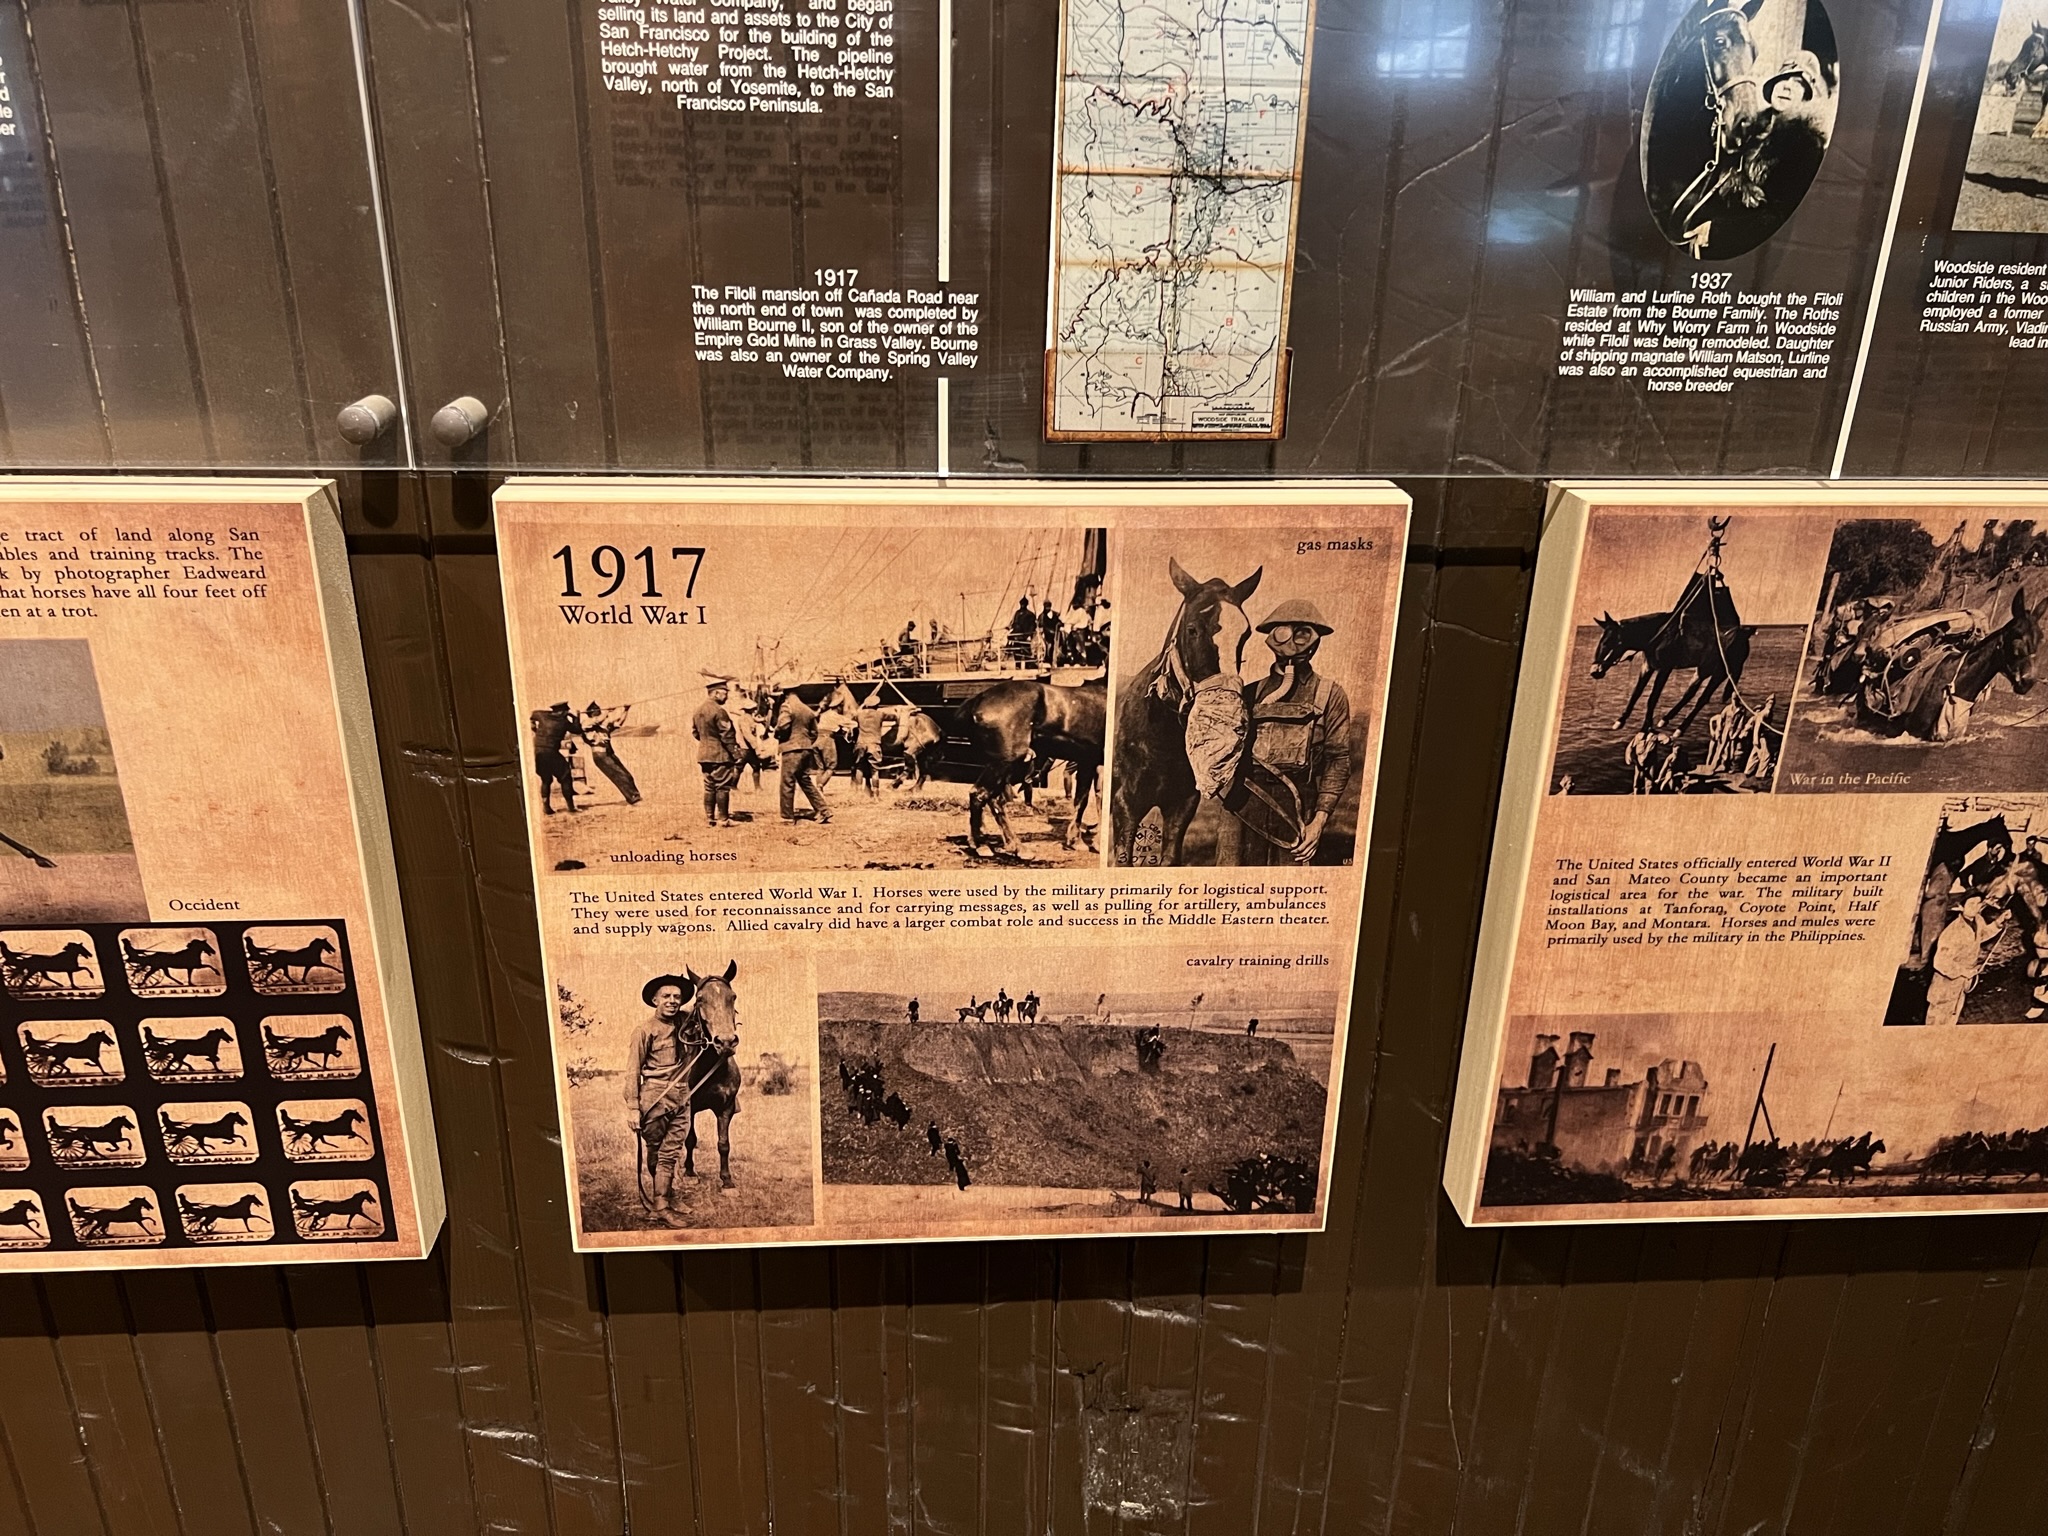 selling its land and assets to the City of
San Francisco for the building of the
Hetch-Hetchy Project. The pipeline
brought water from the Hetch-Hetchy
Valley, north of Yosemite, to the San
Francisco Peninsula.
1917
The Filoli mansion off Cañada Road near
the north end of town was completed by
William Bourne II, son of the owner of the
Empire Gold Mine in Grass Valley. Bourne
was also an owner of the Spring Valley
Water Company.
WOODSIDE TRAIL CLUB
1937
William and Lurline Roth bought the Filoli
Estate from the Bourne Family. The Roths
resided at Why Worry Farm in Woodside
while Filoli was being remodeled. Daughter
of shipping magnate William Matson, Lurline
was also an accomplished equestrian and
horse breeder
Woodside resident
Junior Riders, a
children in the
employed a former
Russian Army,
lead in
tract of land along San
and training tracks. The
by photographer Eadweard
hat horses have all four feet off
en at a trot.
Occident
1917
World War I
unloading horses
gas masks
The United States entered World War I. Horses were used by the military primarily for logistical support.
They were used for reconnaissance and for carrying messages, as well as pulling for artillery, ambulances
and supply wagons. Allied cavalry did have a larger combat role and success in the Middle Eastern theater.
cavalry training drills
War in the Pacific
The United States officially entered World War II
and San Mateo County became an important
logistical area for the war. The military built
installations at Tanforan, Coyote Point, Half
Moon Bay, and Montara. Horses and mules were
primarily used by the military in the Philippines.